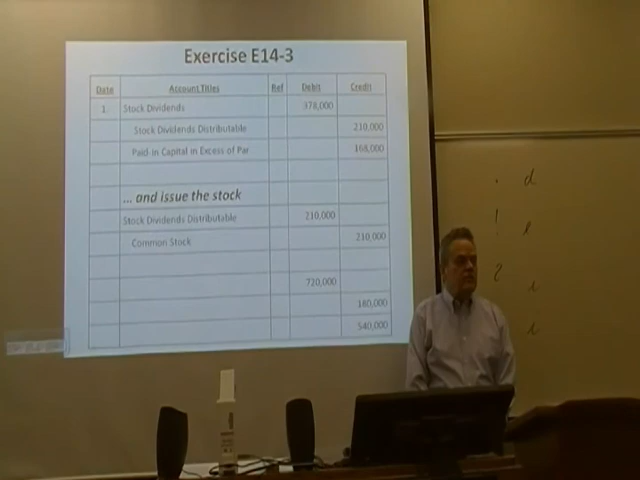 Exercise E14-3
Date Account Titles Ref Debit Credit
1 Stock Dividends 378,000
Stock Dividends Distributable 210,000
Paid-in Capital in Excess of Par 168,000
... and issue the stock
Stock Dividends Distributable 210,000
Common Stock 210,000
720,000
180,000
540,000
. d
! e
2 i
i